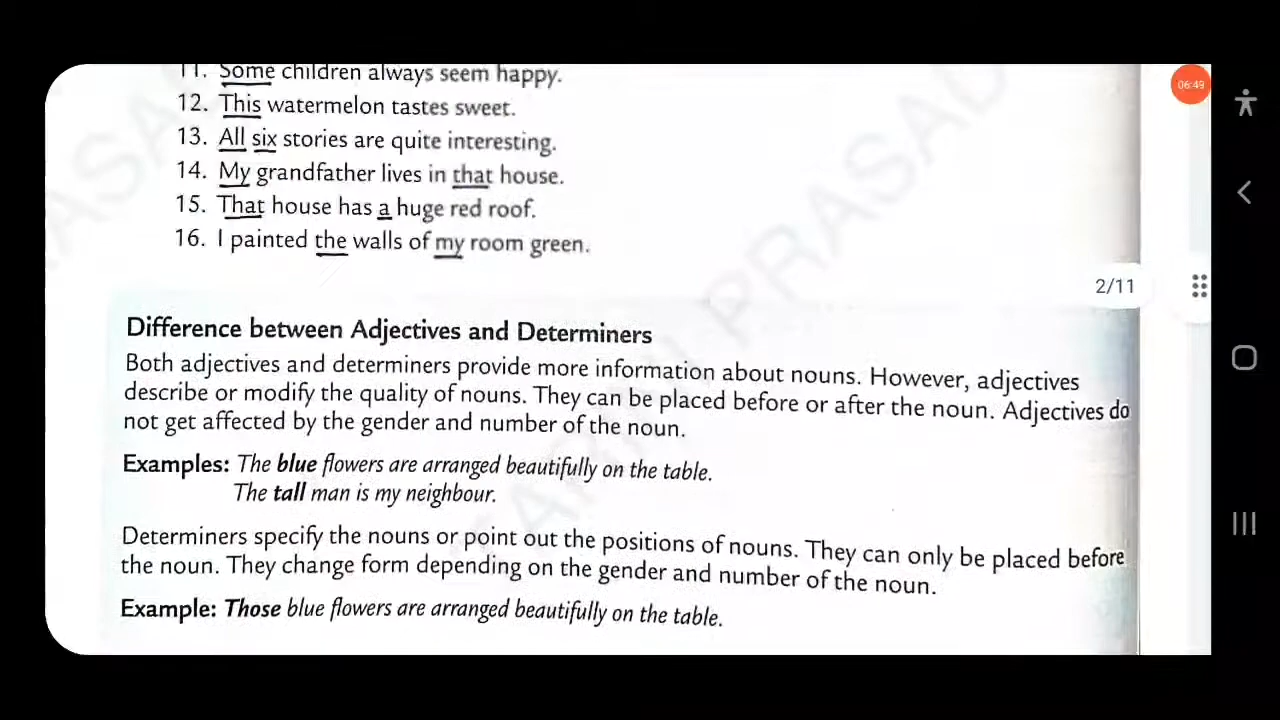 11. Some children always seem happy.
12. This watermelon tastes sweet.
13. All six stories are quite interesting.
14. My grandfather lives in that house.
15. That house has a huge red roof.
16. I painted the walls of my room green.
06:49
2/11
Difference between Adjectives and Determiners
Both adjectives and determiners provide more information about nouns. However, adjectives
describe or modify the quality of nouns. They can be placed before or after the noun. Adjectives do
not get affected by the gender and number of the noun.
Examples: The blue flowers are arranged beautifully on the table.
The tall man is my neighbour.
Determiners specify the nouns or point out the positions of nouns. They can only be placed before
the noun. They change form depending on the gender and number of the noun.
Example: Those blue flowers are arranged beautifully on the table.
PRASAD